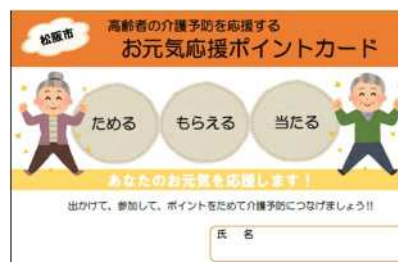 松阪市
高齢者の介護予防を応援する
お元気応援ポイントカード
ためる
もらえる
当たる
あなたのお元気を応援します!
出かけて、参加して、ポイントをためて介護予防につなげましょう!!
氏 名